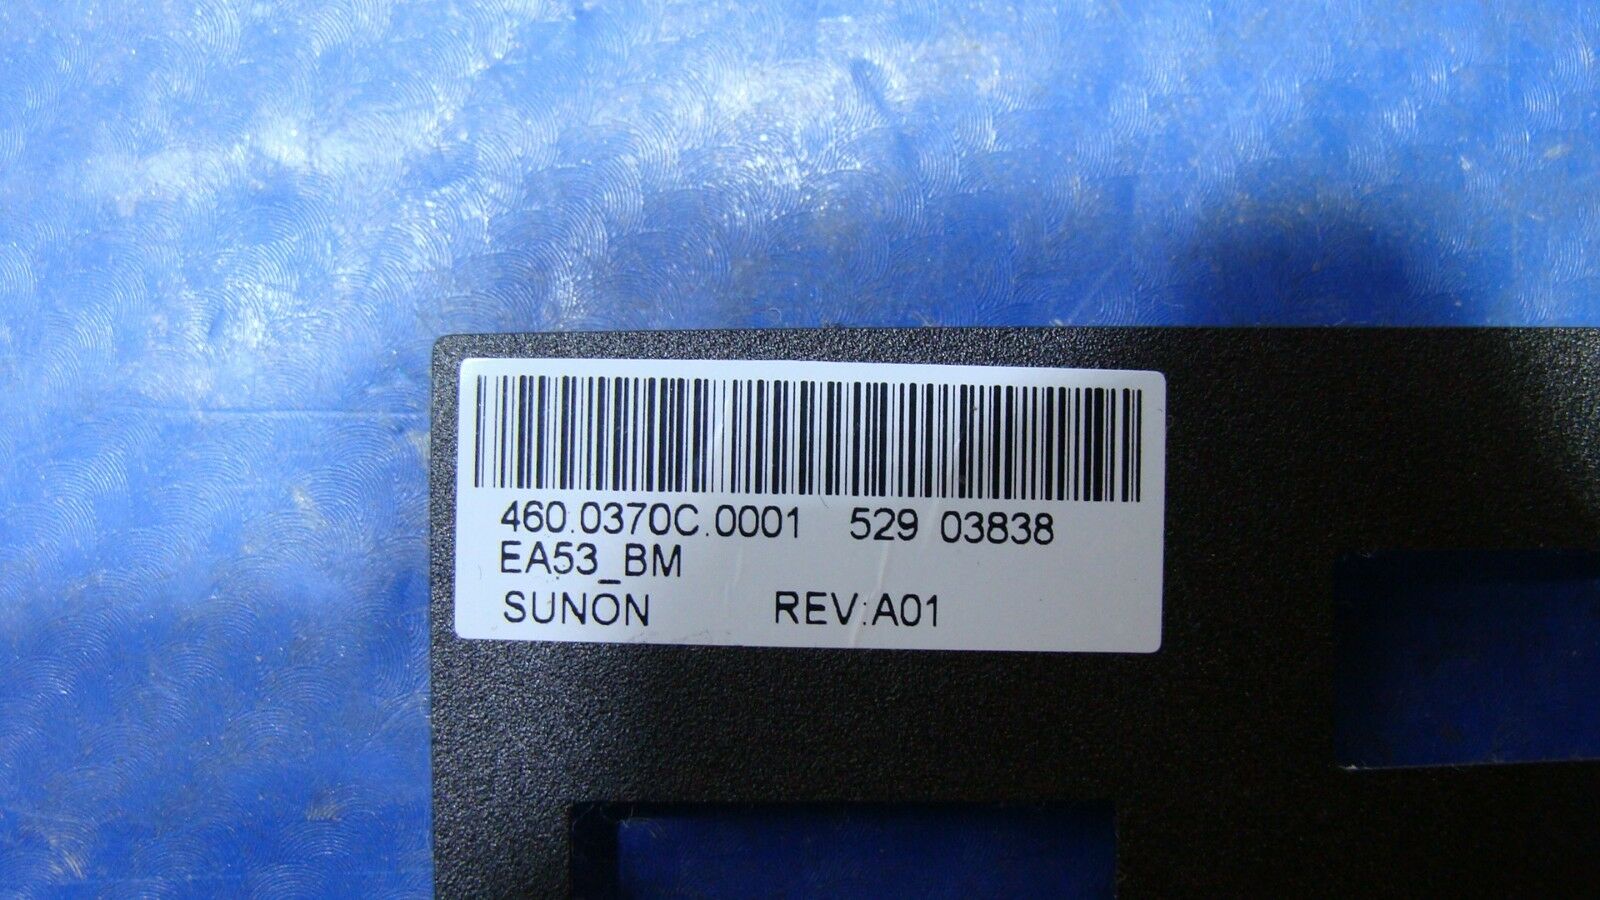 460.0370C.0001 529 03838
EA53_BM
SUNON REV:A01